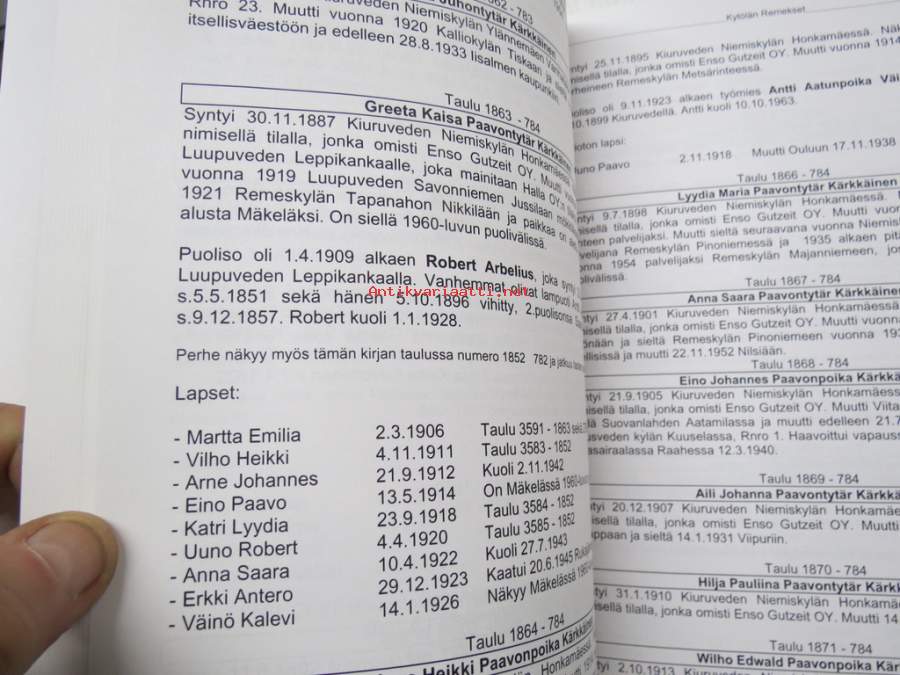 1862 - 783
Juhontytär Kärkkäinen
Kiuruveden Niemiskylän Ylännemäen
Rnro 23. Muutti vuonna 1920 Kalliokylän Tiskaan ja
itsellisväestöön ja edelleen 28.8.1933 Iisalmen kaupunkiin
Taulu 1863 - 784
Greeta Kaisa Paavontytär Kärkkäinen
Syntyi 30.11.1887 Kiuruveden Niemiskylän Honkamäessä
nimisellä tilalla, jonka omisti Enso Gutzeit OY. Muutti
Luupuveden Leppikankaalle, joka mainitaan Halla OY:n
vuonna 1919 Luupuveden Savonniemen Jussilaan
1921 Remeskylän Tapanahon Nikkilään ja paikkaa on
alusta Mäkeläksi. On siellä 1960-luvun puolivälissä.
Puoliso oli 1.4.1909 alkaen Robert Arbelius, joka syntyi
Luupuveden Leppikankaalla. Vanhemmat olivat lampuoti
s.5.5.1851 sekä hänen 5.10.1896 vihitty, 2.puolisonsa
s.9.12.1857. Robert kuoli 1.1.1928.
Antikvariaatti.net
Perhe näkyy myös tämän kirjan taulussa numero 1852 782 ja jatkuu
Lapset:
- Martta Emilia 2.3.1906 Taulu 3591 - 1863
- Vilho Heikki 4.11.1911 Taulu 3583 - 1852
- Arne Johannes 21.9.1912 Kuoli 2.11.1942
- Eino Paavo 13.5.1914 On Mäkelässä 1960-luvun
- Katri Lyydia 23.9.1918 Taulu 3584 - 1852
- Uuno Robert 4.4.1920 Taulu 3585 - 1852
- Anna Saara 10.4.1922 Kuoli 27.7.1943
- Erkki Antero 29.12.1923 Kaatui 20.6.1945
- Väinö Kalevi 14.1.1926 Näkyy Mäkelässä
Taulu 1864 - 784
Heikki Paavonpoika Kärkkäinen
Honkamäessä.
Kytölän Remekset
25.11.1895 Kiuruveden Niemiskylän Honkamäessä.
tilalla, jonka omisti Enso Gutzeit OY. Muutti vuonna 1914
Remeskylän Metsärinteessä.
oli 9.11.1923 alkaen työmies Antti Aatunpoika
1899 Kiuruvedellä. Antti kuoli 10.10.1963.
lapsi:
Paavo 2.11.1918 Muutti Ouluun 17.11.1938
Taulu 1866 - 784
Lyydia Maria Paavontytär Kärkkäinen
9.7.1898 Kiuruveden Niemiskylän Honkamäessä.
tilalla, jonka omisti Enso Gutzeit OY. Muutti
palvelijaksi. Muutti sieltä seuraavana vuonna
Remeskylän Pinoniemessä ja 1935 alkaen
1954 palvelijaksi Remeskylän Majanniemeen,
Taulu 1867 - 784
Anna Saara Paavontytär Kärkkäinen
27.4.1901 Kiuruveden Niemiskylän Honkamäessä
tilalla, jonka omisti Enso Gutzeit OY. Muutti vuonna
ja sieltä Remeskylän Pinoniemeen vuonna
ja muutti 22.11.1952 Nilsiään.
Taulu 1868 - 784
Eino Johannes Paavonpoika
21.9.1905 Kiuruveden Niemiskylän Honkamäessä
tilalla, jonka omisti Enso Gutzeit OY. Muutti
Suovanlahden Aatamilassa ja muutti edelleen
kylän Kuuselassa, Rnro 1. Haavoittui
Raahessa 12.3.1940.
Taulu 1869 - 784
Aili Johanna Paavontytär
20.12.1907 Kiuruveden Niemiskylän
tilalla, jonka omisti Enso Gutzeit OY. Muutti
ja sieltä 14.1.1931 Viipuriin.
Taulu 1870 - 784
Hilja Pauliina Paavontytär
31.1.1910 Kiuruveden Niemiskylän
tilalla, jonka omisti Enso Gutzeit OY. Muutti 14
Taulu 1871 - 784
Wilho Edwald Paavonpoika
2.10.1913 Kiuruveden Niemiskylän